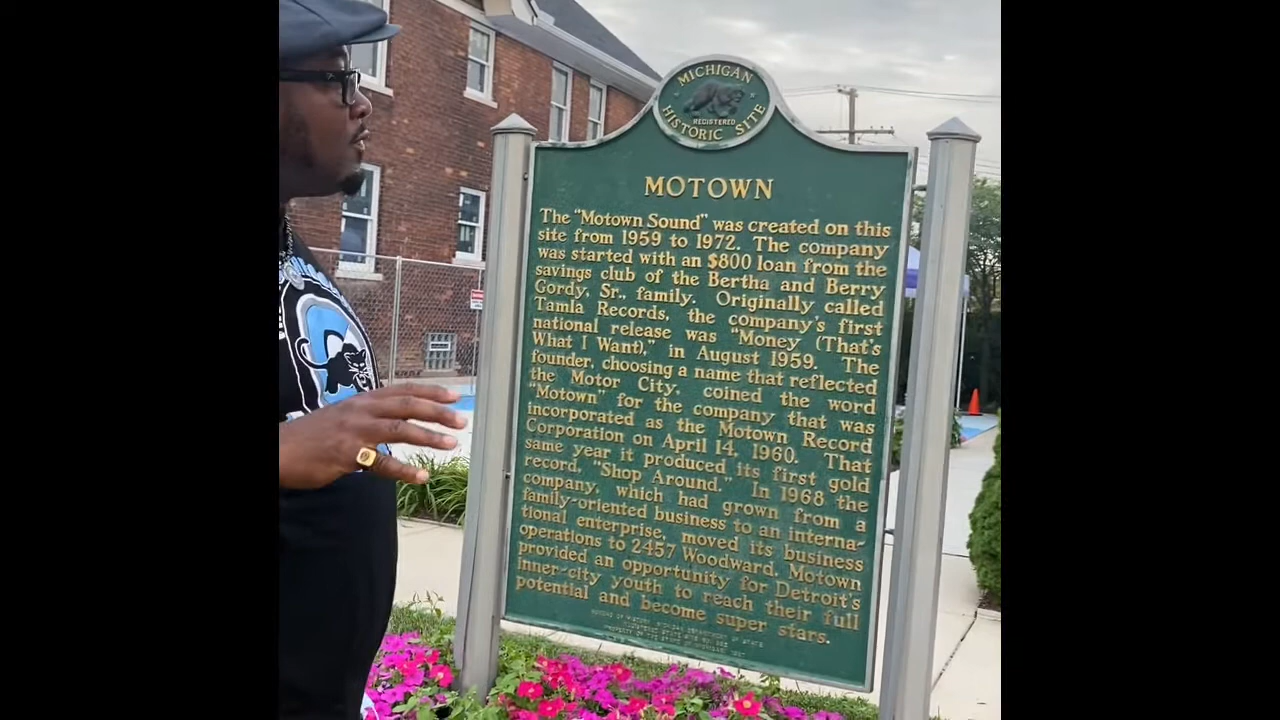 MICHIGAN
REGISTERED
HISTORIC SITE
MOTOWN
The "Motown Sound" was created on this
site from 1959 to 1972. The company
was started with an $800 loan from the
savings club of the Bertha and Berry
Gordy, Sr., family. Originally called
Tamla Records, the company's first
national release was "Money (That's
What I Want)," in August 1959. The
founder, choosing a name that reflected
the Motor City, coined the word
"Motown" for the company that was
incorporated as the Motown Record
Corporation on April 14, 1960. That
same year it produced its first gold
record, "Shop Around." In 1968 the
company, which had grown from a
family-oriented business to an interna-
tional enterprise, moved its business
operations to 2457 Woodward. Motown
provided an opportunity for Detroit's
inner-city youth to reach their full
potential and become super stars.